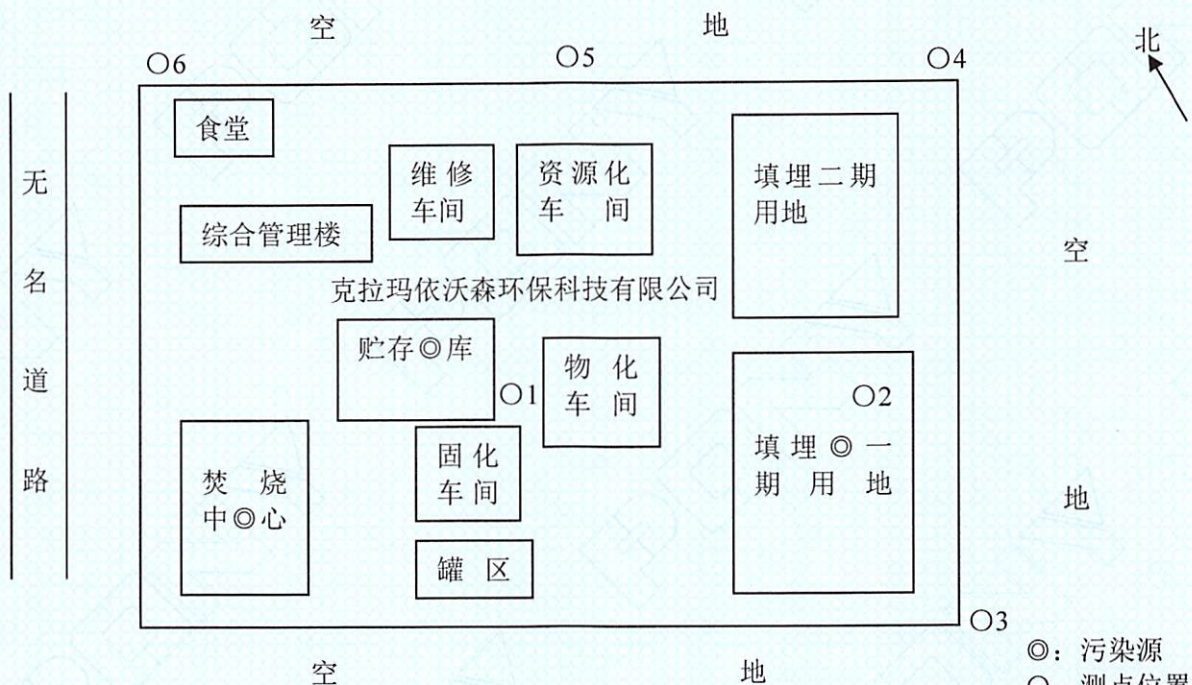 空 地
北
○6 ○5 ○4
食堂
维修
车间
资源化
车间
填埋二期
用地
综合管理楼
无名道路
空地
克拉玛依沃森环保科技有限公司
贮存◎库
○1
物化
车间
○2
填埋◎一
期用地
固化
车间
焚烧
中◎心
罐区
○3
空 地
◎：污染源
○：测点位置